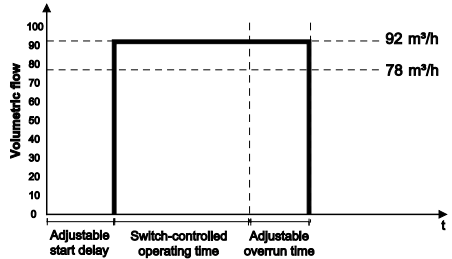 100
90
80
70
60
50
40
30
20
10
0
Volumetric flow
92 m³/h
78 m³/h
t
Adjustable
start delay
Switch-controlled
operating time
Adjustable
overrun time